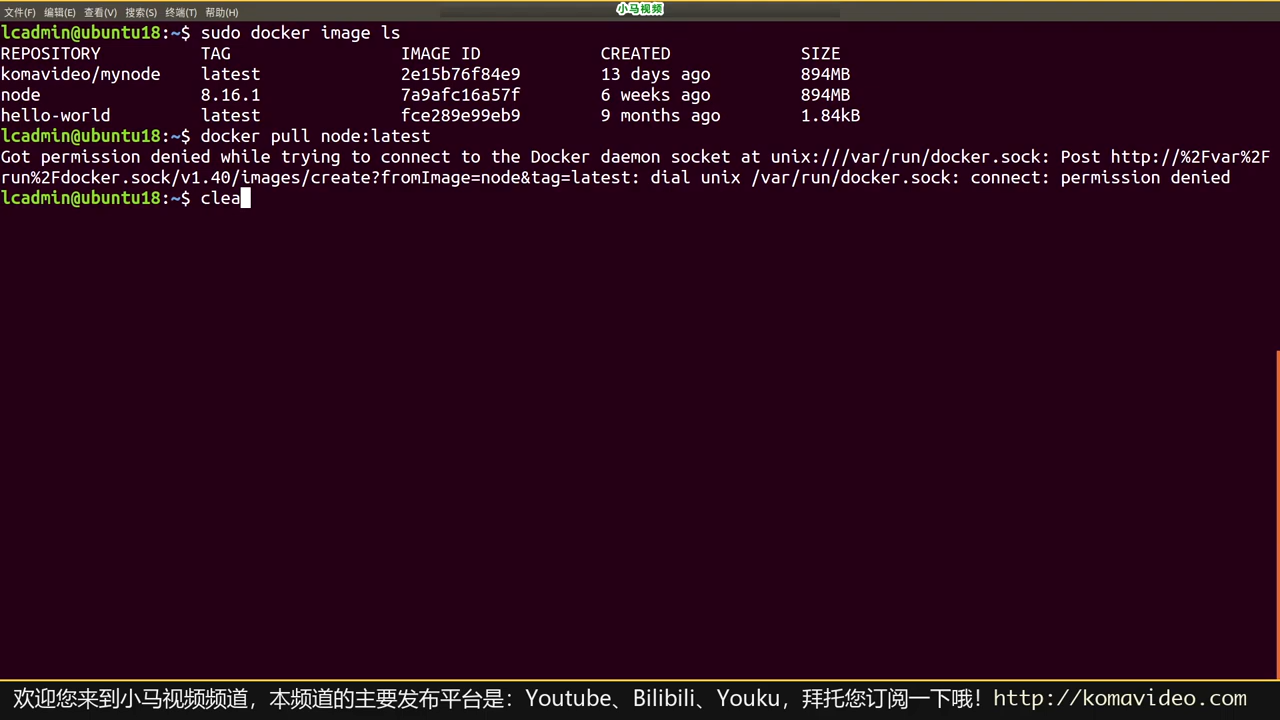 小马视频
文件(F) 编辑(E) 查看(V) 搜索(S) 终端(T) 帮助(H)
lcadmin@ubuntu18:~$ sudo docker image ls
REPOSITORY TAG IMAGE ID CREATED SIZE
komavideo/mynode latest 2e15b76f84e9 13 days ago 894MB
node 8.16.1 7a9afc16a57f 6 weeks ago 894MB
hello-world latest fce289e99eb9 9 months ago 1.84kB
lcadmin@ubuntu18:~$ docker pull node:latest
Got permission denied while trying to connect to the Docker daemon socket at unix:///var/run/docker.sock: Post http://%2Fvar%2F
run%2Fdocker.sock/v1.40/images/create?fromImage=node&tag=latest: dial unix /var/run/docker.sock: connect: permission denied
lcadmin@ubuntu18:~$ clea
欢迎您来到小马视频频道，本频道的主要发布平台是：Youtube、Bilibili、Youku，拜托您订阅一下哦！http://komavideo.com